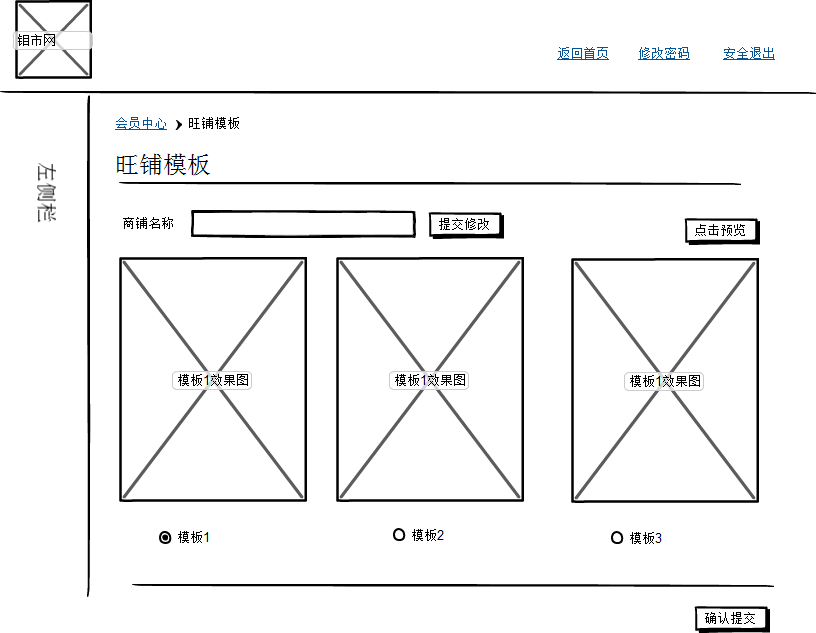 钼市网
返回首页 修改密码 安全退出
会员中心 旺铺模板
旺铺模板
左侧栏
商铺名称 提交修改 点击预览
模板1效果图 模板1效果图 模板1效果图
模板1 模板2 模板3
确认提交